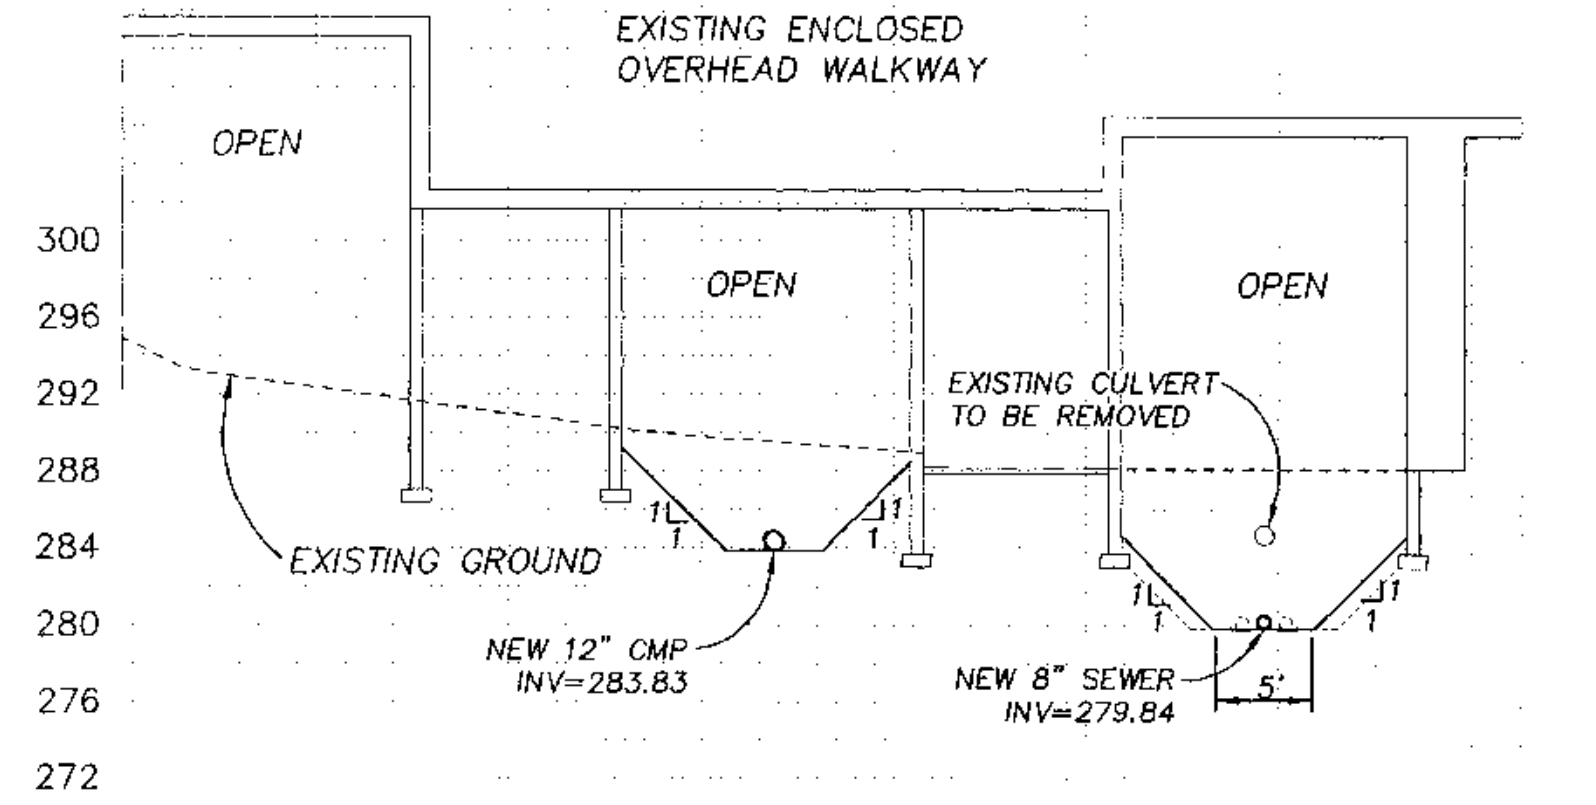 EXISTING ENCLOSED
OVERHEAD WALKWAY
OPEN
300
OPEN
OPEN
296
292
EXISTING CULVERT
TO BE REMOVED
288
1
1
1
1
284
EXISTING GROUND
1
1
1
1
280
NEW 12" CMP
INV=283.83
NEW 8" SEWER
INV=279.84
5'
276
272